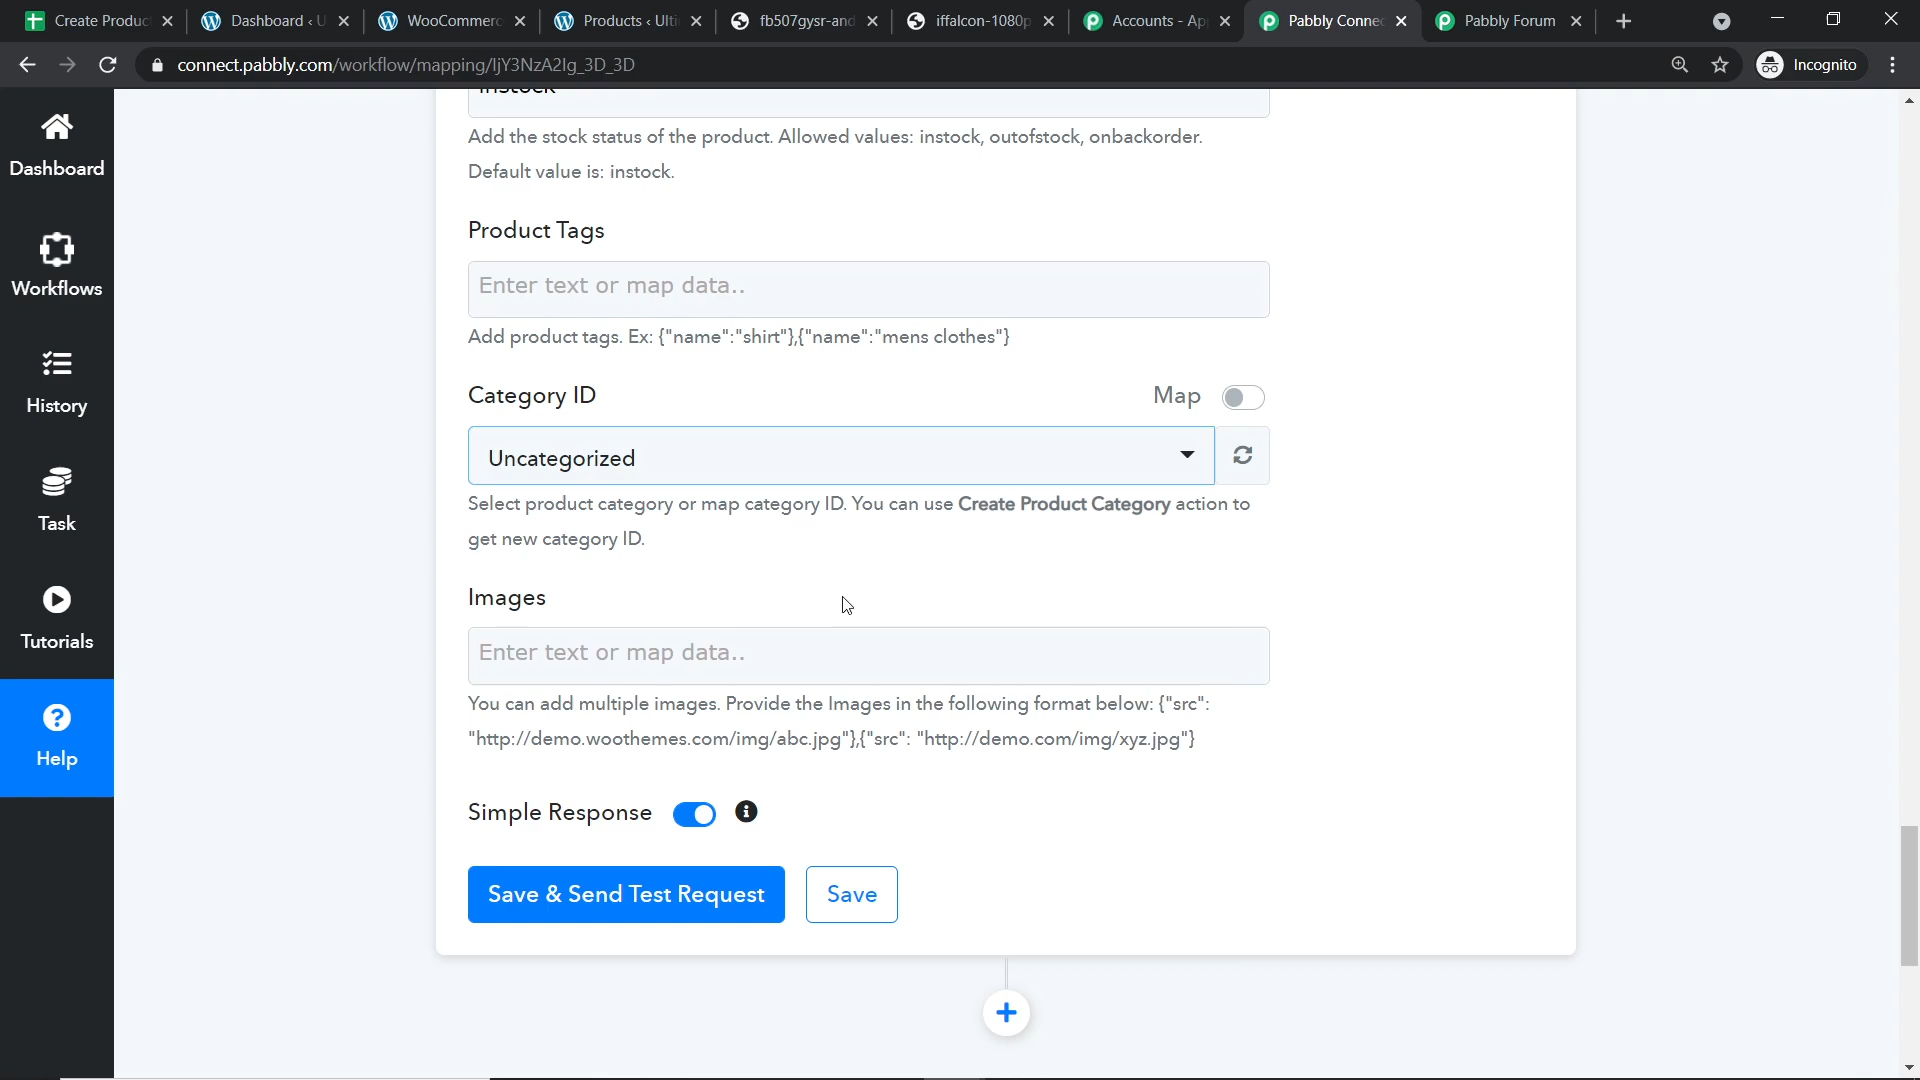 Create Produc
Dashboard ‹ U
WooCommerc
Products ‹ Ulti
fb507gysr-and
iffalcon-1080p
Accounts - Ap
Pabbly Connec
Pabbly Forum
connect.pabbly.com/workflow/mapping/IjY3NzA2Ig_3D_3D
Incognito
Dashboard
Workflows
History
Task
Tutorials
Help
instock
Add the stock status of the product. Allowed values: instock, outofstock, onbackorder.
Default value is: instock.
Product Tags
Enter text or map data..
Add product tags. Ex: {"name":"shirt"},{"name":"mens clothes"}
Category ID
Map
Uncategorized
Select product category or map category ID. You can use Create Product Category action to
get new category ID.
Images
Enter text or map data..
You can add multiple images. Provide the Images in the following format below: {"src":
"http://demo.woothemes.com/img/abc.jpg"},{"src": "http://demo.com/img/xyz.jpg"}
Simple Response
Save & Send Test Request
Save